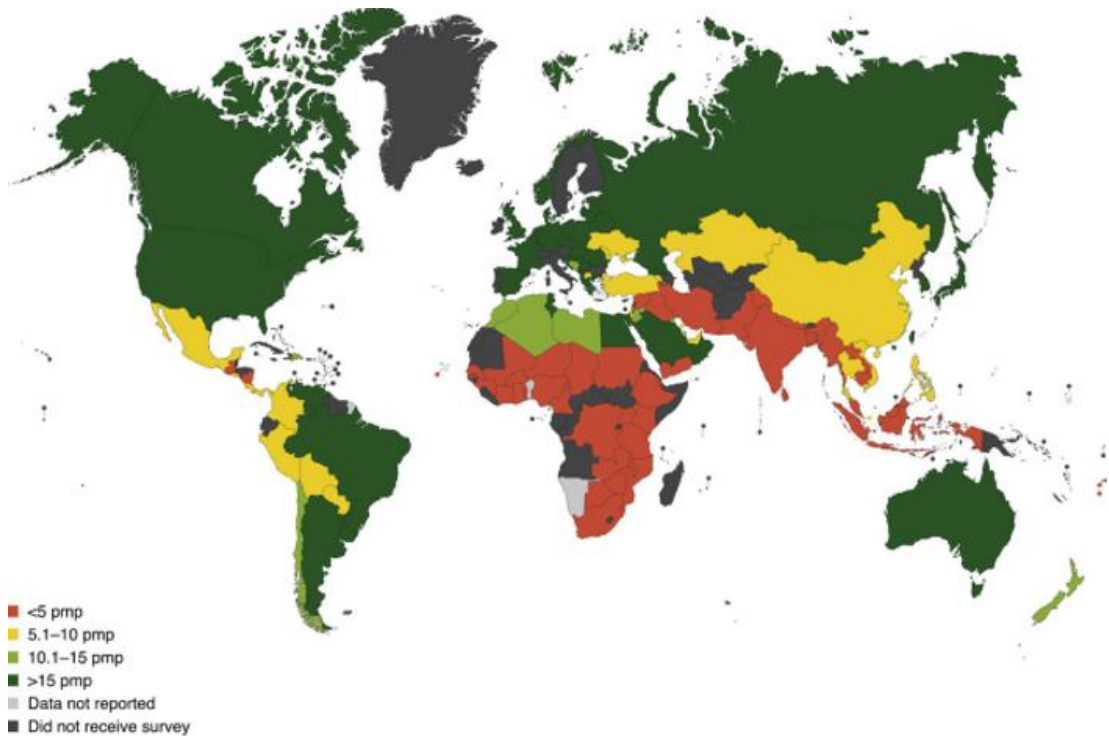 <5 pmp
5.1–10 pmp
10.1–15 pmp
>15 pmp
Data not reported
Did not receive survey